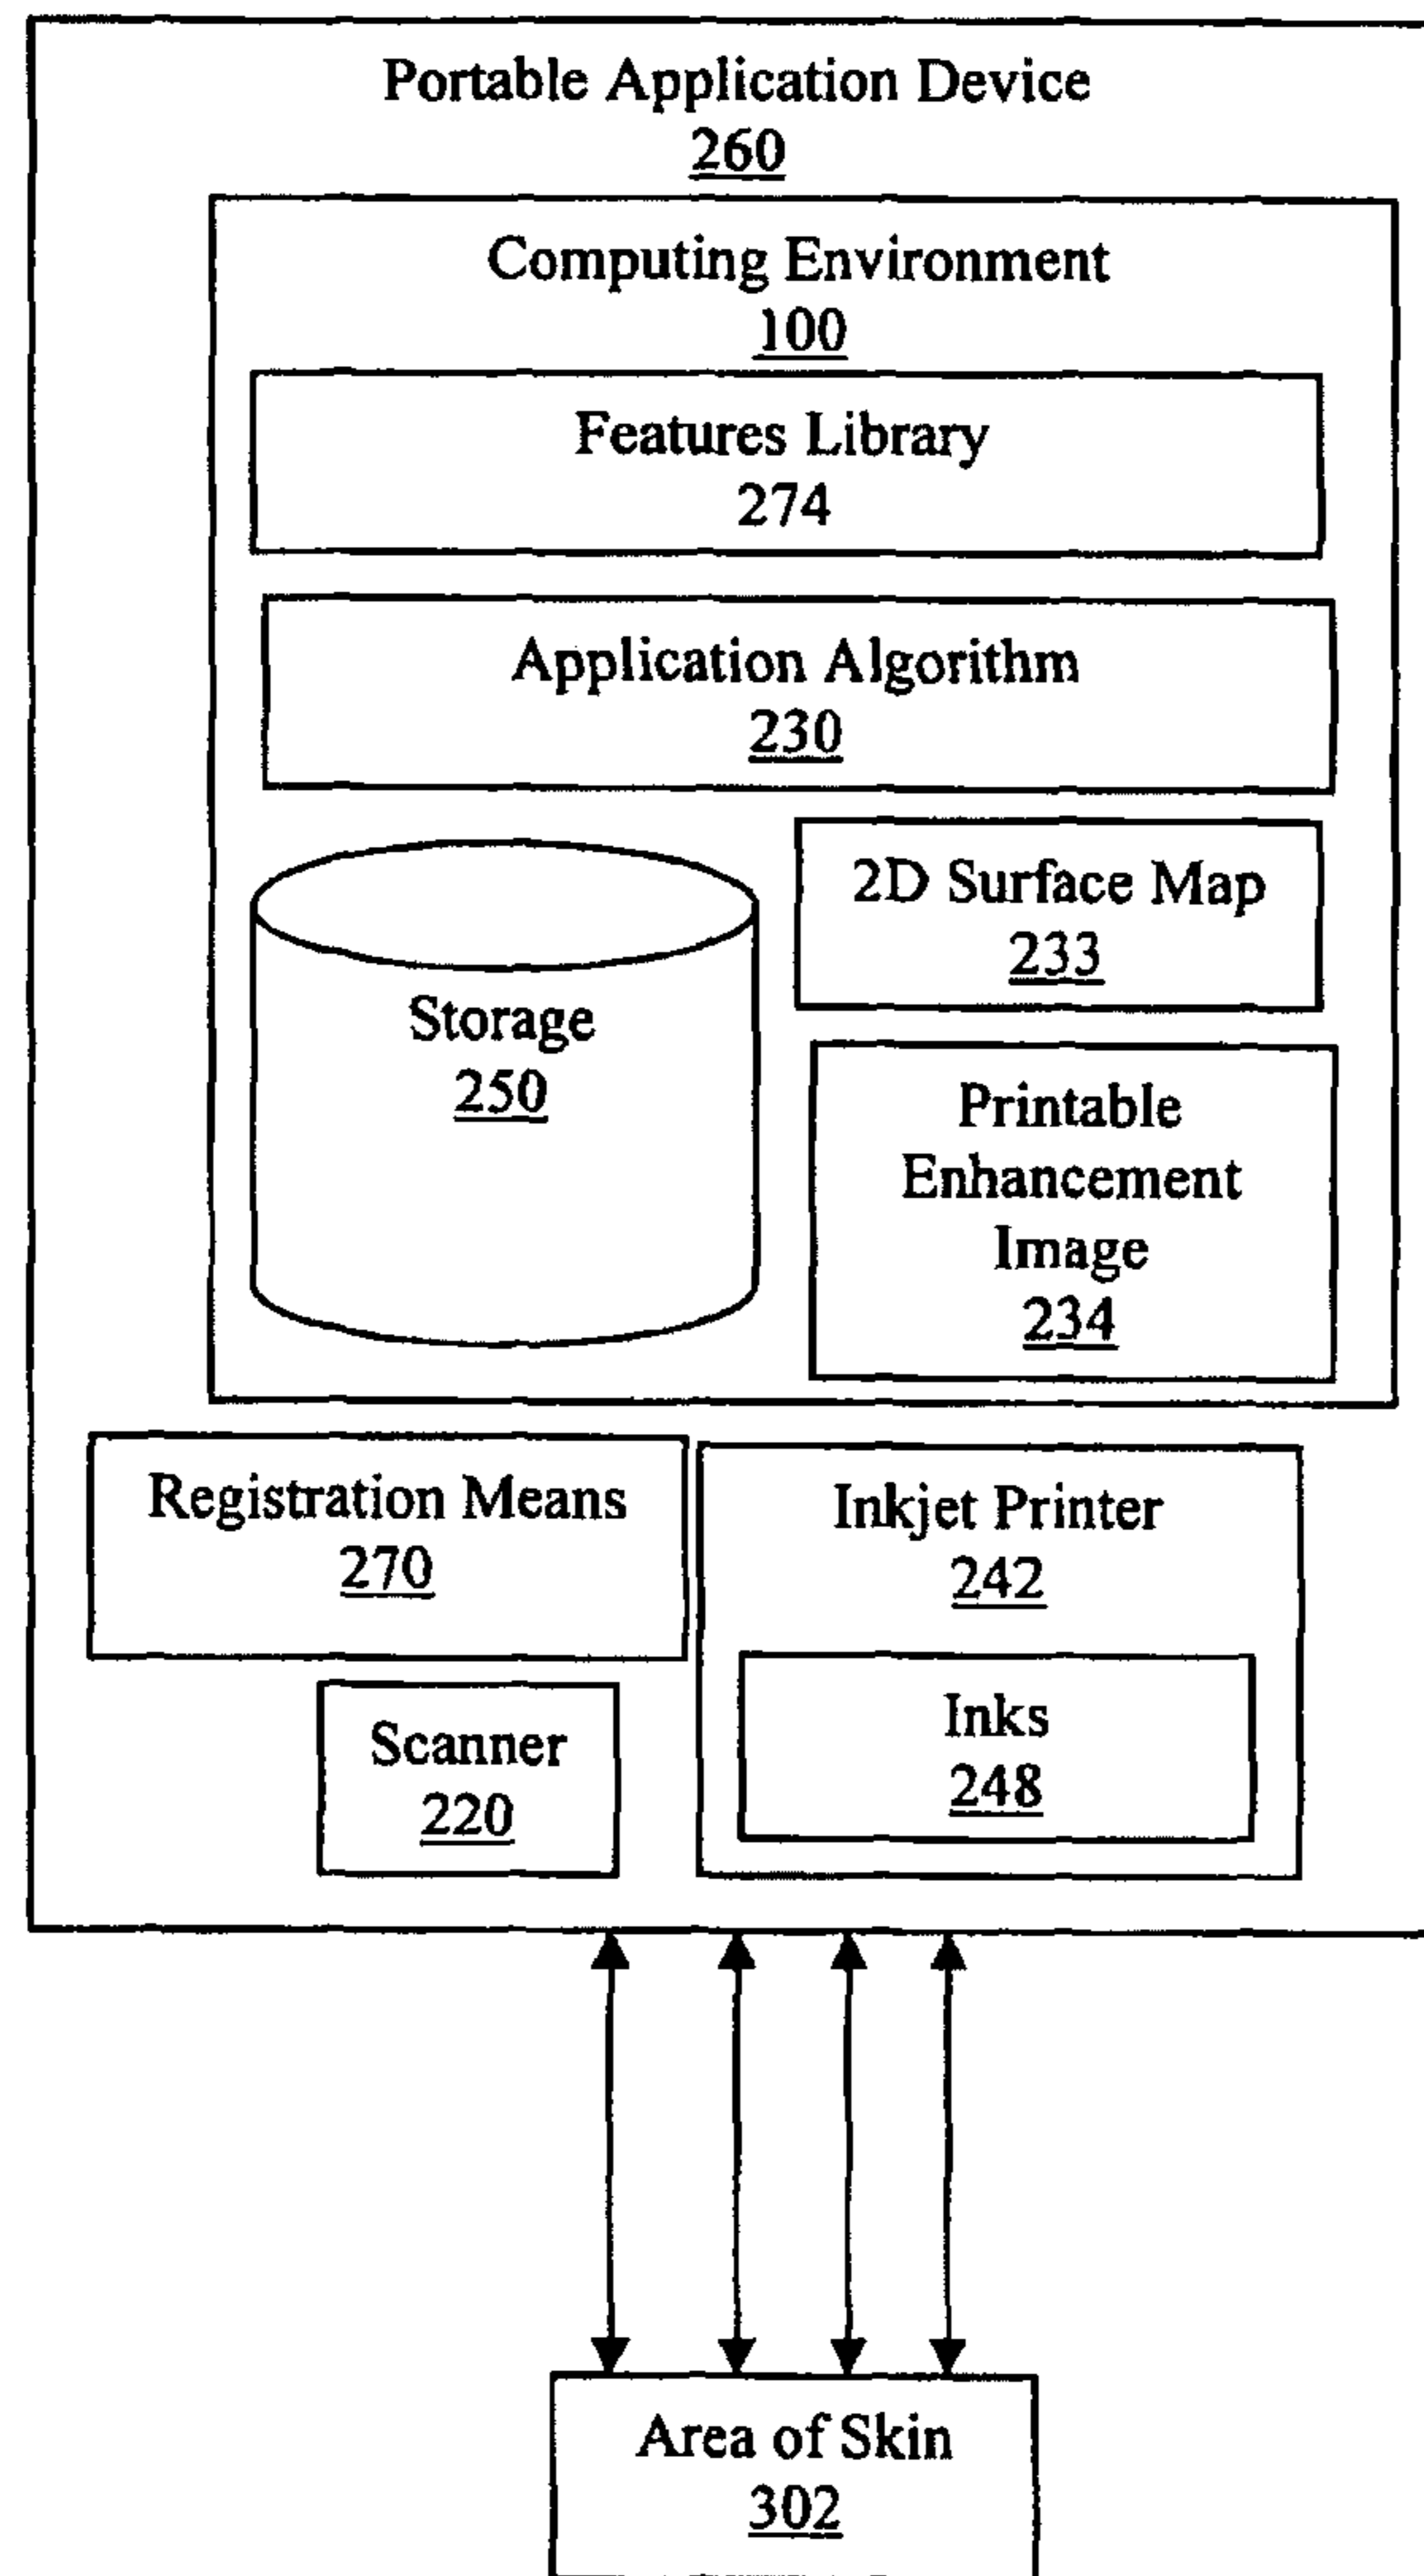 Portable Application Device
260
Computing Environment
100
Features Library
274
Application Algorithm
230
2D Surface Map
233
Storage
250
Printable
Enhancement
Image
234
Registration Means
270
Inkjet Printer
242
Scanner
220
Inks
248
Area of Skin
302